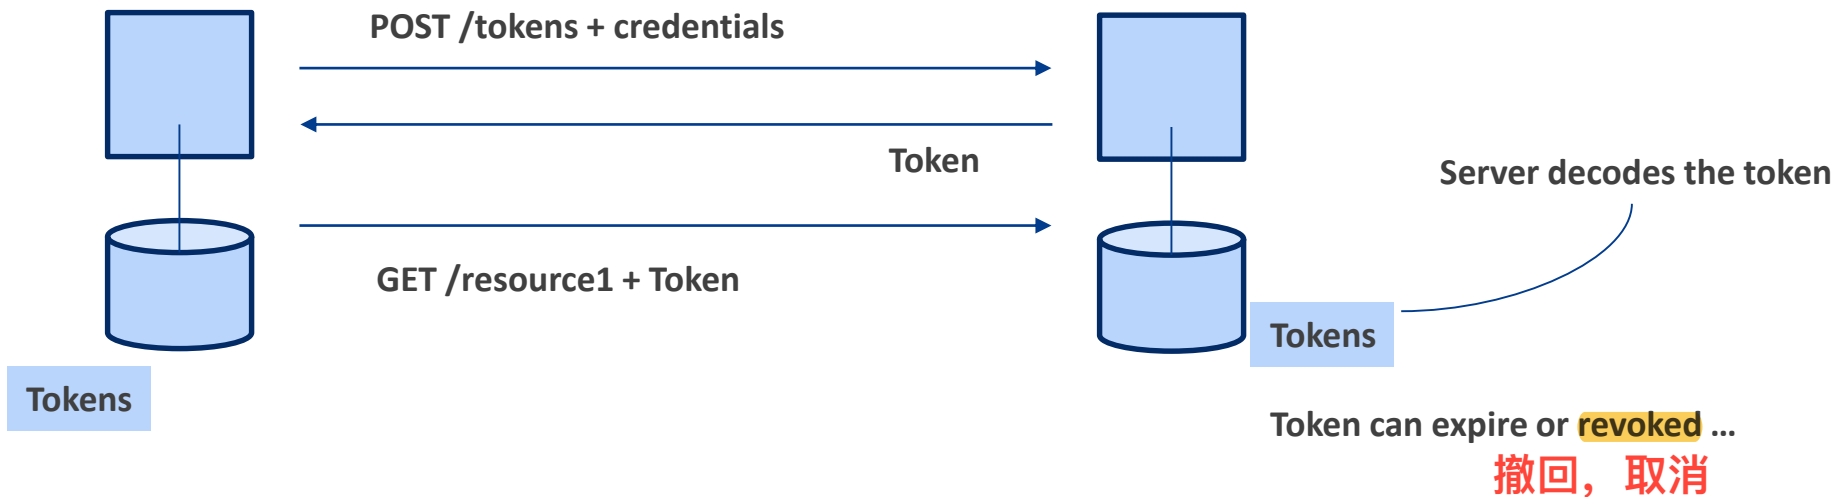 POST /tokens + credentials
Token
Server decodes the token
GET /resource1 + Token
Tokens
Tokens
Token can expire or revoked ...
撤回，取消